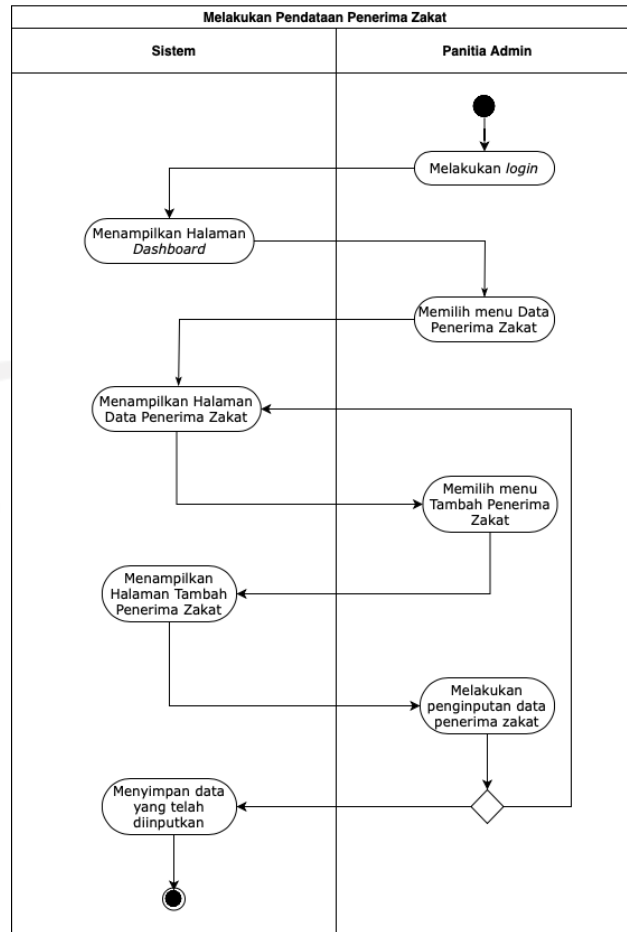 Melakukan Pendataan Penerima Zakat
Sistem
Panitia Admin
Melakukan login
Menampilkan Halaman
Dashboard
Memilih menu Data
Penerima Zakat
Menampilkan Halaman
Data Penerima Zakat
Memilih menu
Tambah Penerima
Zakat
Menampilkan
Halaman Tambah
Penerima Zakat
Melakukan
penginputan data
penerima zakat
Menyimpan data
yang telah
diinputkan